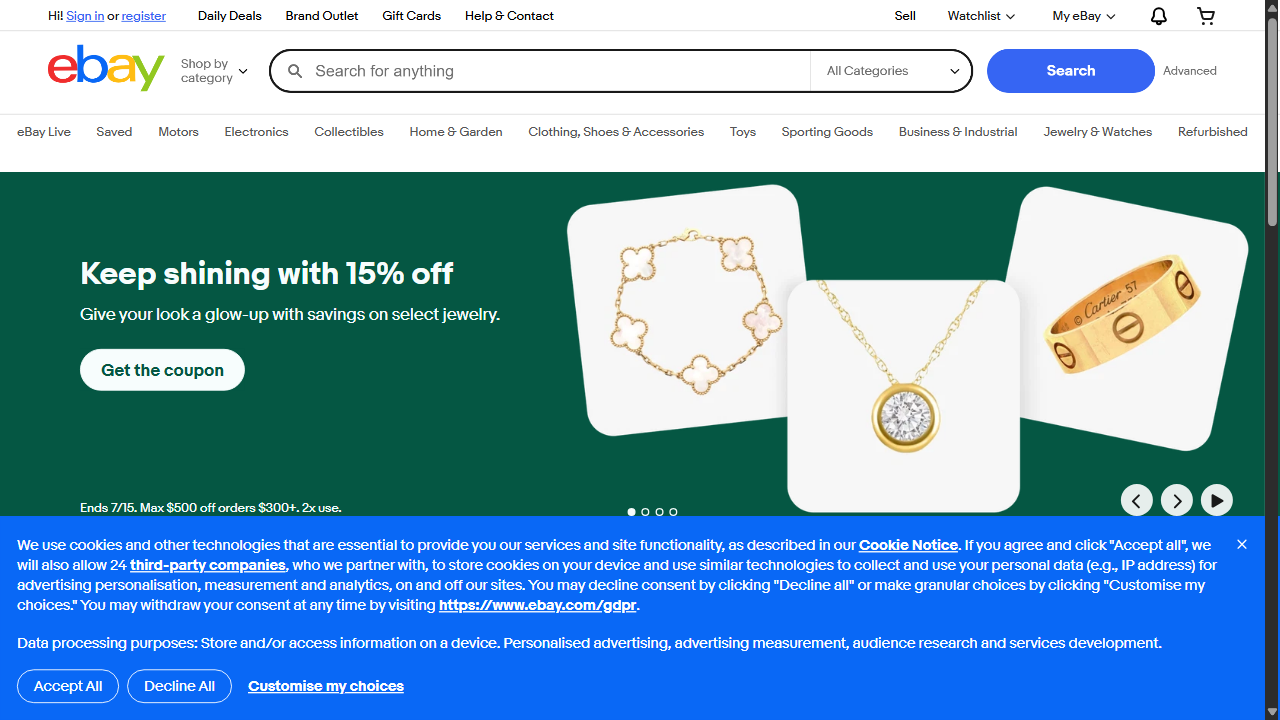 Hi! Sign in or register Daily Deals Brand Outlet Gift Cards Help & Contact Sell Watchlist My eBay
ebay
Shop by
category
Search for anything
All Categories
Search
Advanced
eBay Live Saved Motors Electronics Collectibles Home & Garden Clothing, Shoes & Accessories Toys Sporting Goods Business & Industrial Jewelry & Watches Refurbished
Keep shining with 15% off
Give your look a glow-up with savings on select jewelry.
Get the coupon
© Cartier 57
Ends 7/15. Max $500 off orders $300+. 2x use.
We use cookies and other technologies that are essential to provide you our services and site functionality, as described in our Cookie Notice. If you agree and click "Accept all", we
will also allow 24 third-party companies, who we partner with, to store cookies on your device and use similar technologies to collect and use your personal data (e.g., IP address) for
advertising personalisation, measurement and analytics, on and off our sites. You may decline consent by clicking "Decline all" or make granular choices by clicking "Customise my
choices." You may withdraw your consent at any time by visiting https://www.ebay.com/gdpr.
Data processing purposes: Store and/or access information on a device. Personalised advertising, advertising measurement, audience research and services development.
Accept All Decline All Customise my choices